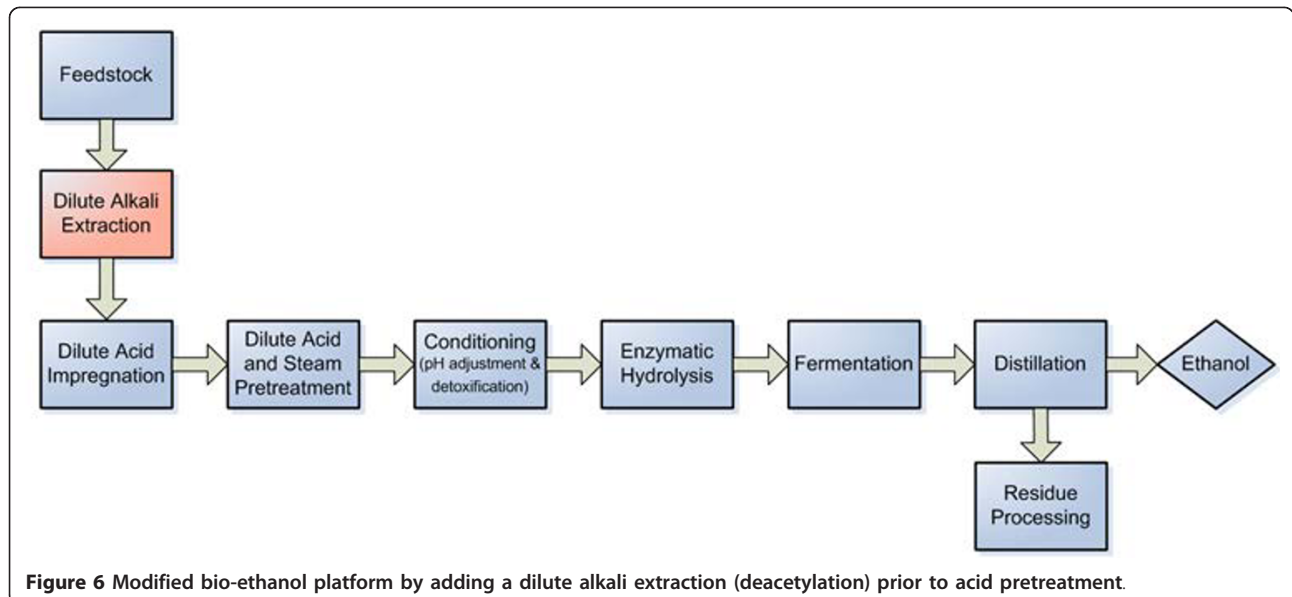 Feedstock
Dilute Alkali
Extraction
Dilute Acid
Impregnation
Dilute Acid
and Steam
Pretreatment
Conditioning
(pH adjustment &
detoxification)
Enzymatic
Hydrolysis
Fermentation
Distillation
Ethanol
Residue
Processing
Figure 6 Modified bio-ethanol platform by adding a dilute alkali extraction (deacetylation) prior to acid pretreatment.